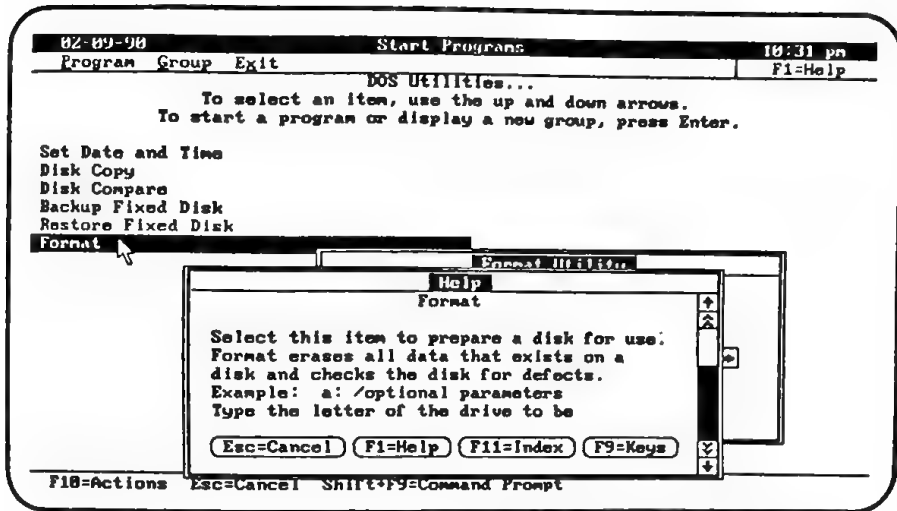 02-09-90 Start Programs 10:31 pm
Program Group Exit F1=Help
DOS Utilities...
To select an item, use the up and down arrows.
To start a program or display a new group, press Enter.
Set Date and Time
Disk Copy
Disk Compare
Backup Fixed Disk
Restore Fixed Disk
Format
Format Utility
Help
Format
Select this item to prepare a disk for use.
Format erases all data that exists on a
disk and checks the disk for defects.
Example: a: /optional parameters
Type the letter of the drive to be
Esc=Cancel F1=Help F11=Index F9=Keys
F10=Actions Esc=Cancel Shift+F9=Command Prompt